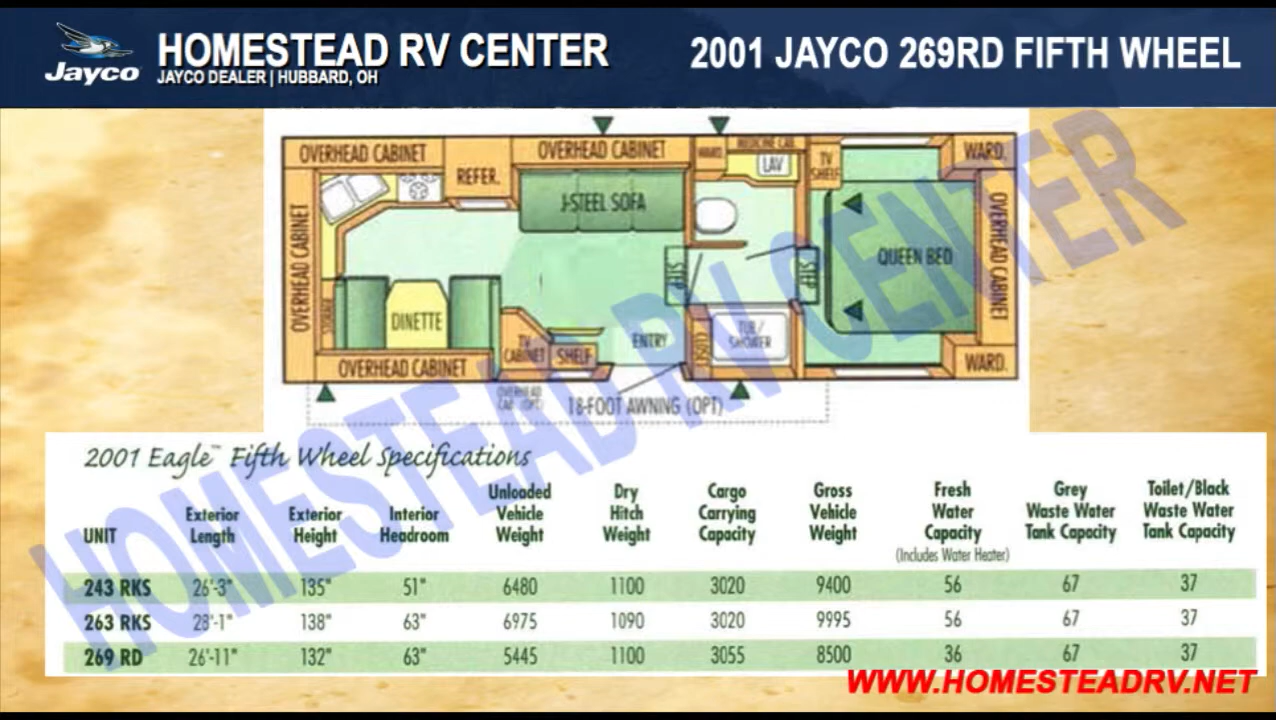 Jayco
HOMESTEAD RV CENTER
JAYCO DEALER | HUBBARD, OH
2001 JAYCO 269RD FIFTH WHEEL
OVERHEAD CABINET
REFER.
OVERHEAD CABINET
WARD.
MEDICINE CAB.
LAV
TV
SHELF
WARD.
OVERHEAD CABINET
J-STEEL SOFA
STEP
STEP
QUEEN BED
OVERHEAD CABINET
DINETTE
OVERHEAD CABINET
TV
CABINET
SHELF
ENTRY
TUB/
SHOWER
WARD.
OVERHEAD
CAB. (OPT)
18-FOOT AWNING (OPT)
HOMESTEAD RV CENTER
2001 Eagle™ Fifth Wheel Specifications
UNIT Exterior Length Exterior Height Interior Headroom Unloaded Vehicle Weight Dry Hitch Weight Cargo Carrying Capacity Gross Vehicle Weight Fresh Water Capacity (Includes Water Heater) Grey Waste Water Tank Capacity Toilet/Black Waste Water Tank Capacity
243 RKS 26'-3" 135" 51" 6480 1100 3020 9400 56 67 37
263 RKS 28'-1" 138" 63" 6975 1090 3020 9995 56 67 37
269 RD 26'-11" 132" 63" 5445 1100 3055 8500 36 67 37
WWW.HOMESTEADRV.NET